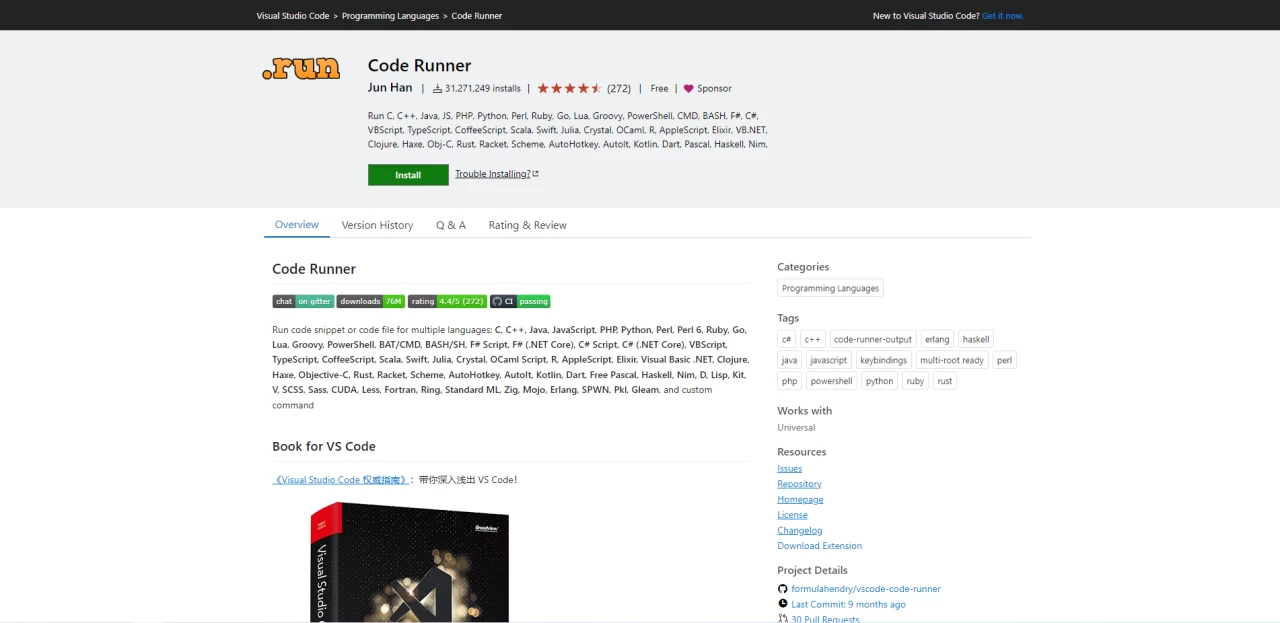 Visual Studio Code > Programming Languages > Code Runner
New to Visual Studio Code? Get it now.
.run
Code Runner
Jun Han | 31,271,249 installs | (272) | Free | Sponsor
Run C, C++, Java, JS, PHP, Python, Perl, Ruby, Go, Lua, Groovy, PowerShell, CMD, BASH, F#, C#,
VBScript, TypeScript, CoffeeScript, Scala, Swift, Julia, Crystal, OCaml, R, AppleScript, Elixir, VB.NET,
Clojure, Haxe, Obj-C, Rust, Racket, Scheme, AutoHotkey, AutoIt, Kotlin, Dart, Pascal, Haskell, Nim,
Install Trouble Installing?
Overview Version History Q & A Rating & Review
Code Runner
chat on gitter downloads 76M rating 4.4/5 (272) CI passing
Run code snippet or code file for multiple languages: C, C++, Java, JavaScript, PHP, Python, Perl, Perl 6, Ruby, Go,
Lua, Groovy, PowerShell, BAT/CMD, BASH/SH, F# Script, F# (.NET Core), C# Script, C# (.NET Core), VBScript,
TypeScript, CoffeeScript, Scala, Swift, Julia, Crystal, OCaml Script, R, AppleScript, Elixir, Visual Basic .NET, Clojure,
Haxe, Objective-C, Rust, Racket, Scheme, AutoHotkey, AutoIt, Kotlin, Dart, Free Pascal, Haskell, Nim, D, Lisp, Kit,
V, SCSS, Sass, CUDA, Less, Fortran, Ring, Standard ML, Zig, Mojo, Erlang, SPWN, Pkl, Gleam, and custom
command
Book for VS Code
《Visual Studio Code 权威指南》：带你深入浅出 VS Code!
Broadview
Visual Studio
Categories
Programming Languages
Tags
c# c++ code-runner-output erlang haskell
java javascript keybindings multi-root ready perl
php powershell python ruby rust
Works with
Universal
Resources
Issues
Repository
Homepage
License
Changelog
Download Extension
Project Details
formulahendry/vscode-code-runner
Last Commit: 9 months ago
30 Pull Requests